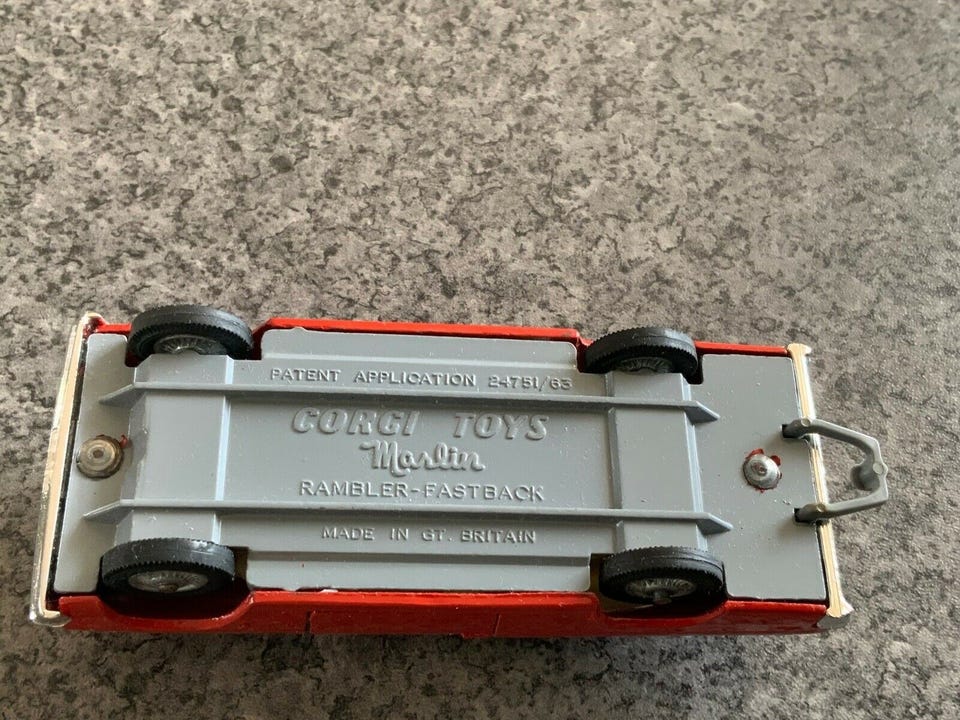 PATENT APPLICATION 24751/63
CORGI TOYS
Marlin
RAMBLER-FASTBACK
MADE IN GT. BRITAIN